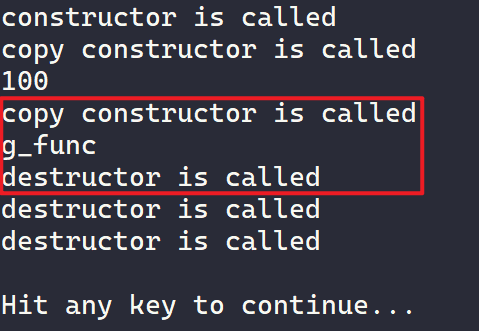 constructor is called
copy constructor is called
100
copy constructor is called
g_func
destructor is called
destructor is called
destructor is called
Hit any key to continue...